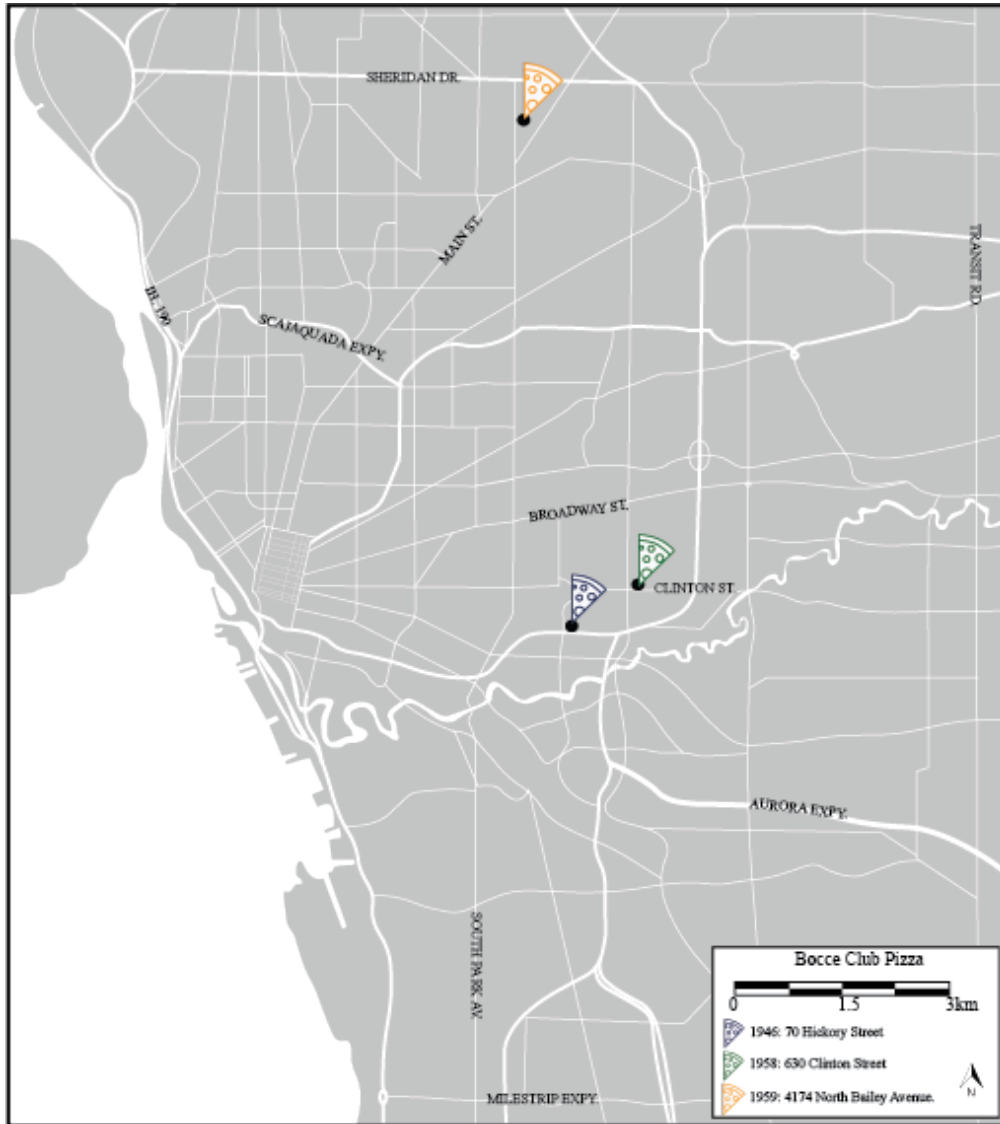 SHERIDAN DR.
MAIN ST.
TRANSIT RD.
IH. 190
SCAJAQUADA EXPY.
BROADWAY ST.
CLINTON ST.
AURORA EXPY.
SOUTH PARK AV.
MILESTRIP EXPY.
Bocce Club Pizza
0 1.5 3km
1946: 70 Hickory Street
1958: 630 Clinton Street
1959: 4174 North Bailey Avenue.
N